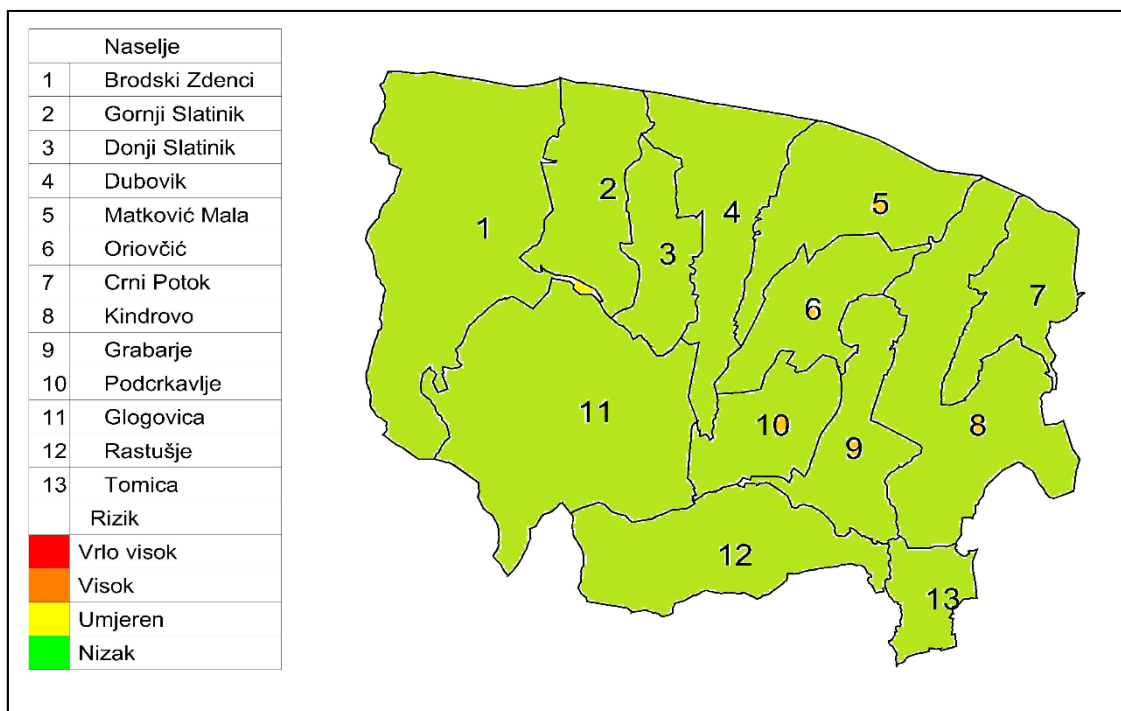 Naselje
1 Brodski Zdenci
2 Gornji Slatinik
3 Donji Slatinik
4 Dubovik
5 Matković Mala
6 Oriovčić
7 Crni Potok
8 Kindrovo
9 Grabarje
10 Podcrkavlje
11 Glogovica
12 Rastušje
13 Tomica
Rizik
Vrlo visok
Visok
Umjeren
Nizak
1
2
3
4
5
6
7
8
9
10
11
12
13